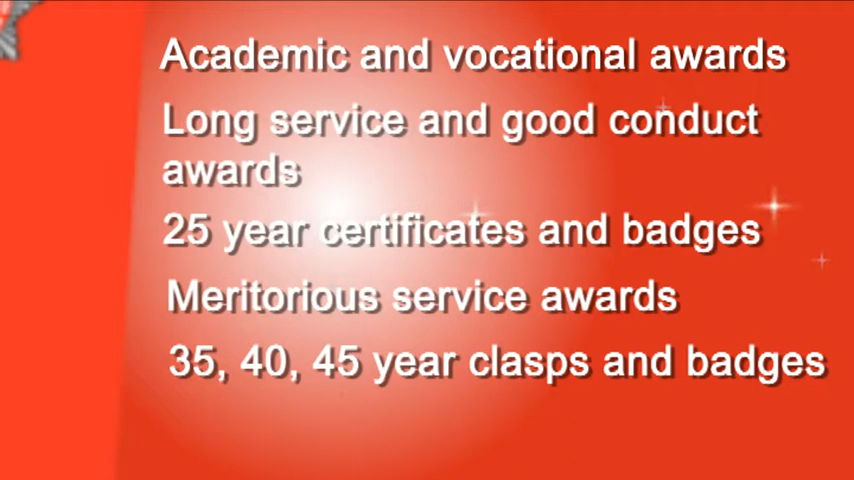 Academic and vocational awards
Long service and good conduct
awards
25 year certificates and badges
Meritorious service awards
35, 40, 45 year clasps and badges